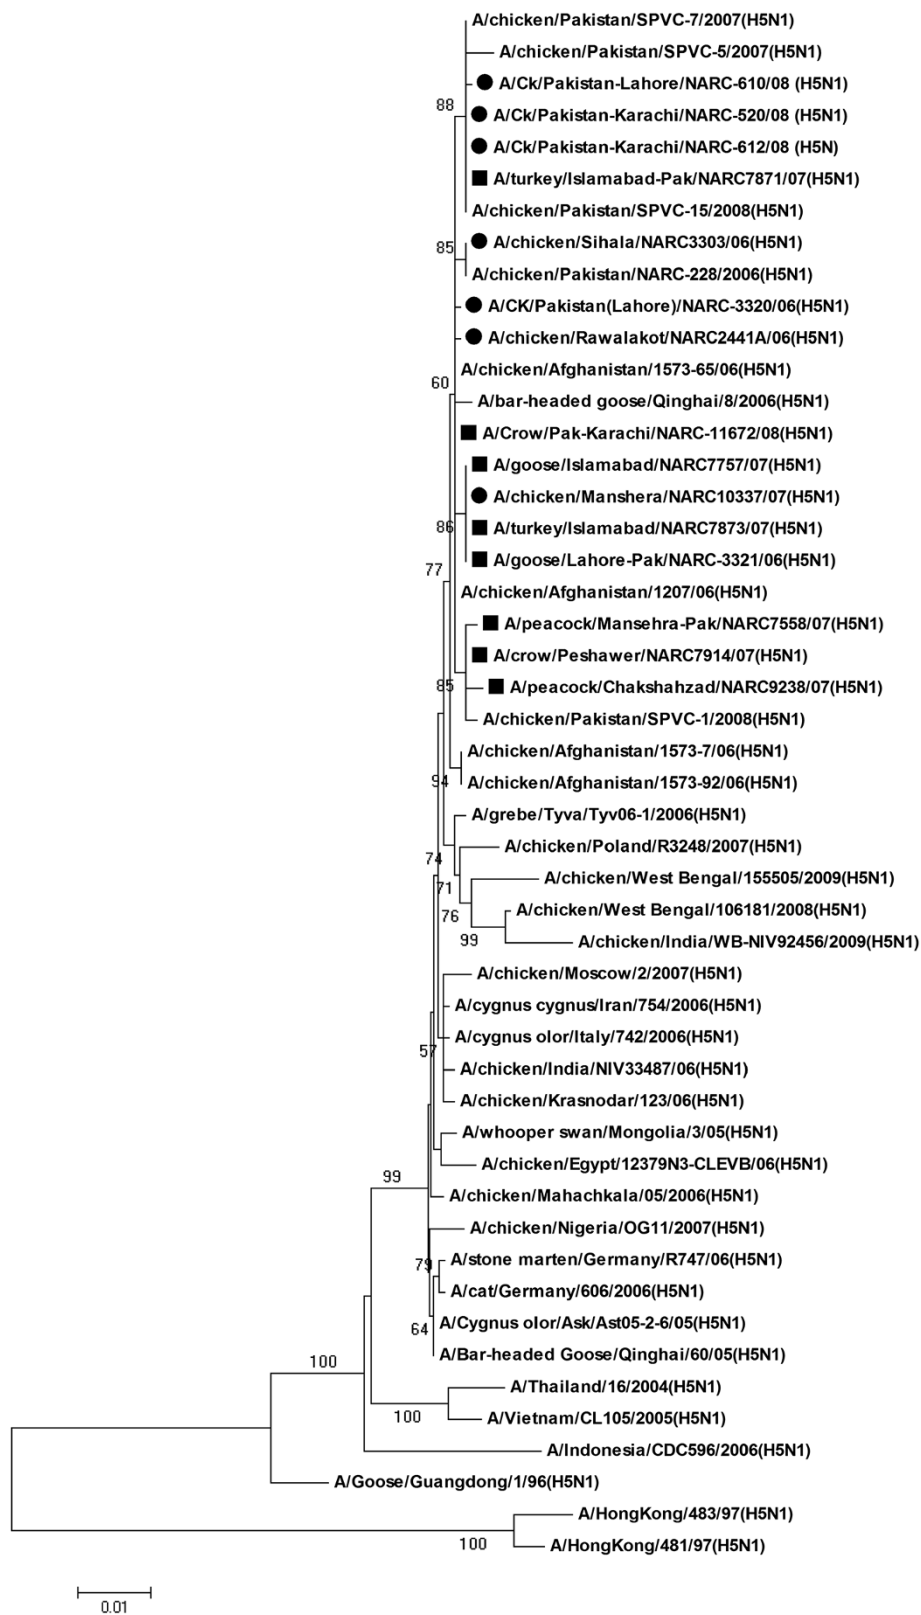 A/chicken/Pakistan/SPVC-7/2007(H5N1)
A/chicken/Pakistan/SPVC-5/2007(H5N1)
A/Ck/Pakistan-Lahore/NARC-610/08 (H5N1)
88
A/Ck/Pakistan-Karachi/NARC-520/08 (H5N1)
A/Ck/Pakistan-Karachi/NARC-612/08 (H5N)
A/turkey/Islamabad-Pak/NARC7871/07(H5N1)
A/chicken/Pakistan/SPVC-15/2008(H5N1)
85
A/chicken/Sihala/NARC3303/06(H5N1)
A/chicken/Pakistan/NARC-228/2006(H5N1)
A/CK/Pakistan(Lahore)/NARC-3320/06(H5N1)
A/chicken/Rawalakot/NARC2441A/06(H5N1)
A/chicken/Afghanistan/1573-65/06(H5N1)
60
A/bar-headed goose/Qinghai/8/2006(H5N1)
A/Crow/Pak-Karachi/NARC-11672/08(H5N1)
A/goose/Islamabad/NARC7757/07(H5N1)
A/chicken/Manshera/NARC10337/07(H5N1)
86
A/turkey/Islamabad/NARC7873/07(H5N1)
A/goose/Lahore-Pak/NARC-3321/06(H5N1)
77
A/chicken/Afghanistan/1207/06(H5N1)
A/peacock/Mansehra-Pak/NARC7558/07(H5N1)
A/crow/Peshawer/NARC7914/07(H5N1)
85
A/peacock/Chakshahzad/NARC9238/07(H5N1)
A/chicken/Pakistan/SPVC-1/2008(H5N1)
A/chicken/Afghanistan/1573-7/06(H5N1)
94
A/chicken/Afghanistan/1573-92/06(H5N1)
A/grebe/Tyva/Tyv06-1/2006(H5N1)
A/chicken/Poland/R3248/2007(H5N1)
74
A/chicken/West Bengal/155505/2009(H5N1)
71
A/chicken/West Bengal/106181/2008(H5N1)
76
A/chicken/India/WB-NIV92456/2009(H5N1)
99
A/chicken/Moscow/2/2007(H5N1)
A/cygnus cygnus/Iran/754/2006(H5N1)
A/cygnus olor/Italy/742/2006(H5N1)
57
A/chicken/India/NIV33487/06(H5N1)
A/chicken/Krasnodar/123/06(H5N1)
A/whooper swan/Mongolia/3/05(H5N1)
A/chicken/Egypt/12379N3-CLEVB/06(H5N1)
99
A/chicken/Mahachkala/05/2006(H5N1)
A/chicken/Nigeria/OG11/2007(H5N1)
79
A/stone marten/Germany/R747/06(H5N1)
A/cat/Germany/606/2006(H5N1)
64
A/Cygnus olor/Ask/Ast05-2-6/05(H5N1)
A/Bar-headed Goose/Qinghai/60/05(H5N1)
100
A/Thailand/16/2004(H5N1)
100
A/Vietnam/CL105/2005(H5N1)
A/Indonesia/CDC596/2006(H5N1)
A/Goose/Guangdong/1/96(H5N1)
A/HongKong/483/97(H5N1)
100
A/HongKong/481/97(H5N1)
0.01